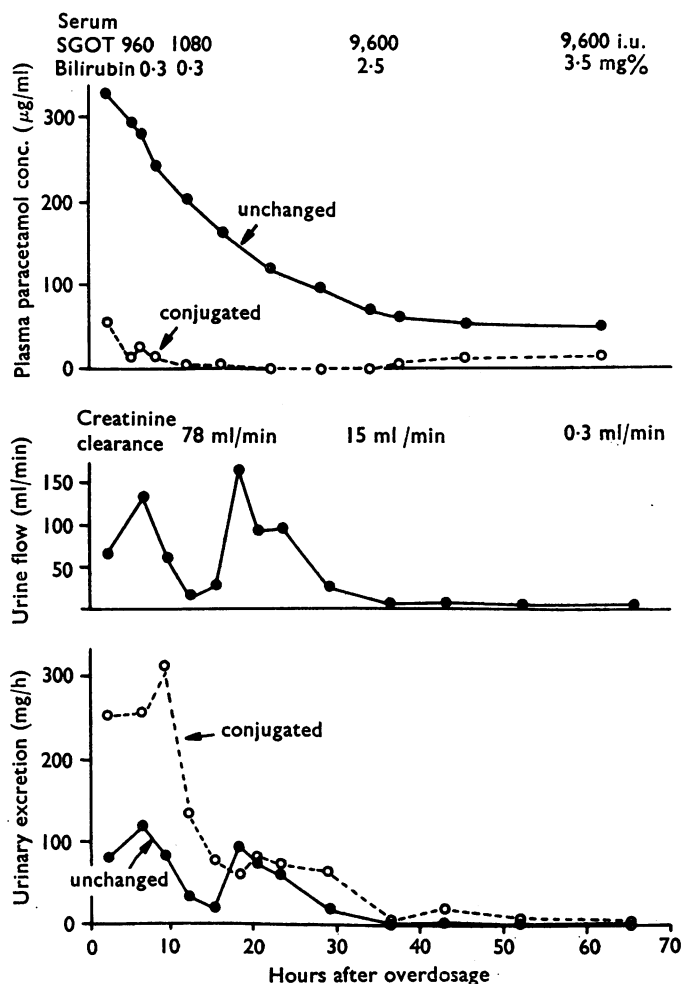 Serum
SGOT 960 1080 9,600 9,600 i.u.
Bilirubin 0·3 0·3 2·5 3·5 mg%
Plasma paracetamol conc. (μg/ml)
300
200
100
0
unchanged
conjugated
Creatinine
clearance 78 ml/min 15 ml /min 0·3 ml/min
Urine flow (ml/min)
150
100
50
Urinary excretion (mg/h)
300
200
100
0
conjugated
unchanged
0 10 20 30 40 50 60 70
Hours after overdosage